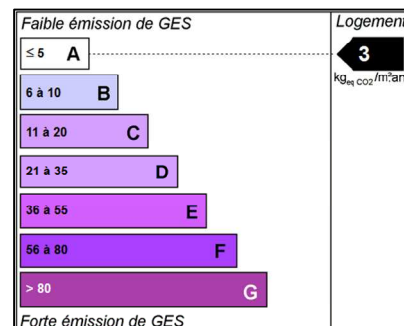 Faible émission de GES
Logement
≤ 5 A
3
kgeq CO2/m².an
6 à 10 B
11 à 20 C
21 à 35 D
36 à 55 E
56 à 80 F
> 80 G
Forte émission de GES